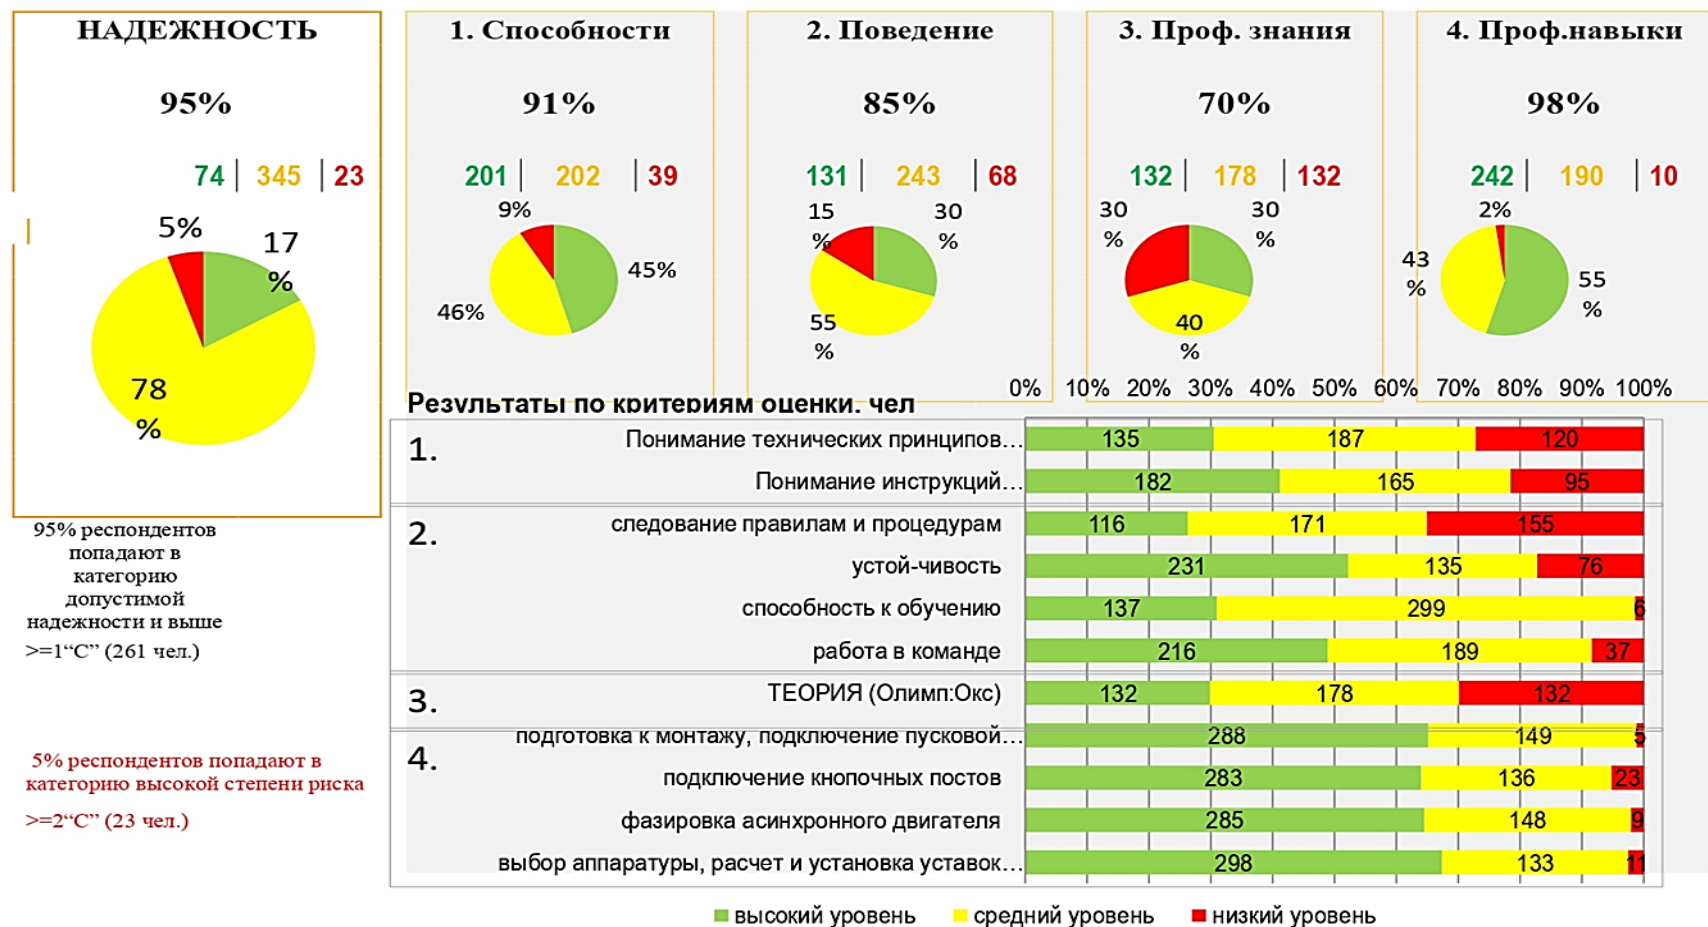 НАДЕЖНОСТЬ
95%
74 | 345 | 23
5%
17
%
78
%
95% респондентов
попадают в
категорию
допустимой
надежности и выше
>=1“С” (261 чел.)
5% респондентов попадают в
категорию высокой степени риска
>=2“С” (23 чел.)
1. Способности
91%
201 | 202 | 39
9%
45%
46%
2. Поведение
85%
131 | 243 | 68
15
%
30
%
55
%
3. Проф. знания
70%
132 | 178 | 132
30
%
30
%
40
%
4. Проф.навыки
98%
242 | 190 | 10
2%
43
%
55
%
Результаты по критериям оценки, чел
0% 10% 20% 30% 40% 50% 60% 70% 80% 90% 100%
1.
Понимание технических принципов... 135 187 120
Понимание инструкций... 182 165 95
2.
следование правилам и процедурам 116 171 155
устой-чивость 231 135 76
способность к обучению 137 299 6
работа в команде 216 189 37
3.
ТЕОРИЯ (Олимп:Окс) 132 178 132
4.
подготовка к монтажу, подключение пусковой... 288 149 5
подключение кнопочных постов 283 136 23
фазировка асинхронного двигателя 285 148 9
выбор аппаратуры, расчет и установка уставок... 298 133 11
высокий уровень средний уровень низкий уровень